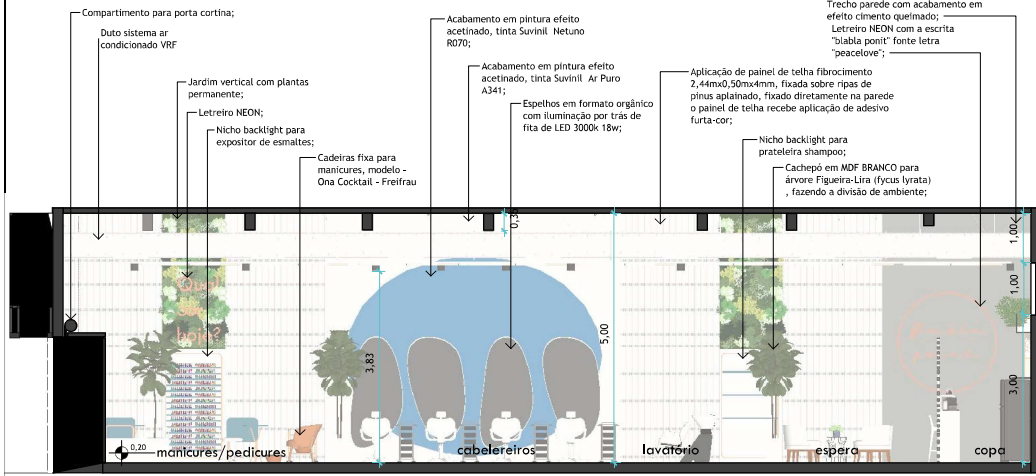 Compartimento para porta cortina;
Duto sistema ar
condicionado VRF
Jardim vertical com plantas
permanente;
Letreiro NEON;
Nicho backlight para
expositor de esmaltes;
Cadeiras fixa para
manicures, modelo -
Ona Cocktail - Freifrau
Acabamento em pintura efeito
acetinado, tinta Suvinil Netuno
R070;
Acabamento em pintura efeito
acetinado, tinta Suvinil Ar Puro
A341;
Espelhos em formato orgânico
com iluminação por trás de
fita de LED 3000k 18w;
Aplicação de painel de telha fibrocimento
2,44mx0,50mx4mm, fixada sobre ripas de
pinus aplainado, fixado diretamente na parede
o painel de telha recebe aplicação de adesivo
furta-cor;
Trecho parede com acabamento em
efeito cimento queimado;
Letreiro NEON com a escrita
"blabla ponit" fonte letra
"peacelove";
Nicho backlight para
prateleira shampoo;
Cachepó em MDF BRANCO para
árvore Figueira-Lira (fycus lyrata)
, fazendo a divisão de ambiente;
hoje?
3,83
5,00
1,00
1,00
3,00
0,20
manicures/pedicures
cabelereiros
lavatório
espera
copa